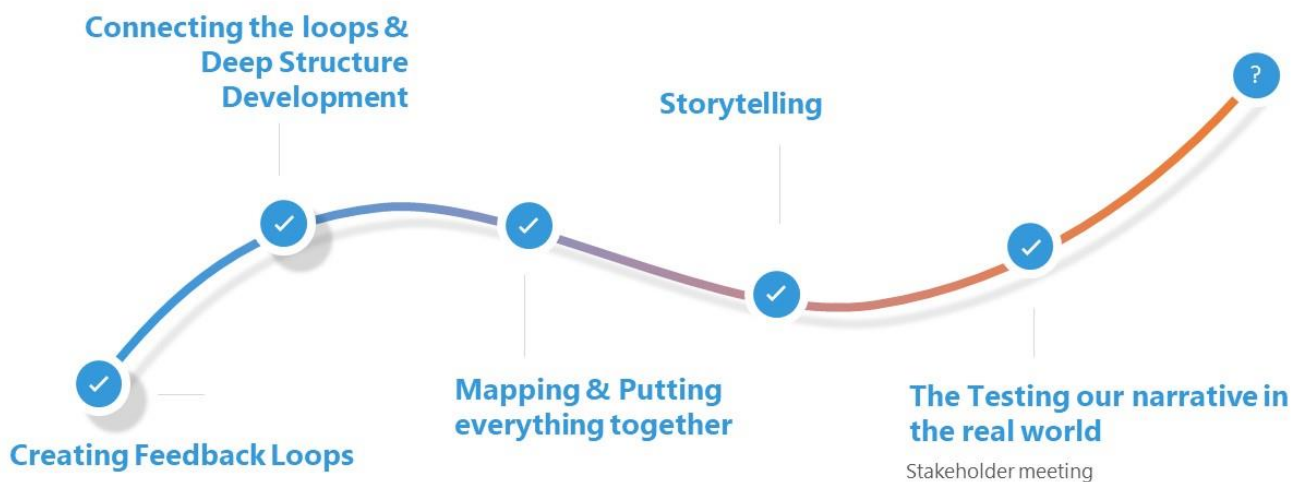 Connecting the loops &
Deep Structure
Development
Storytelling
?
Mapping & Putting
everything together
The Testing our narrative in
the real world
Stakeholder meeting
Creating Feedback Loops